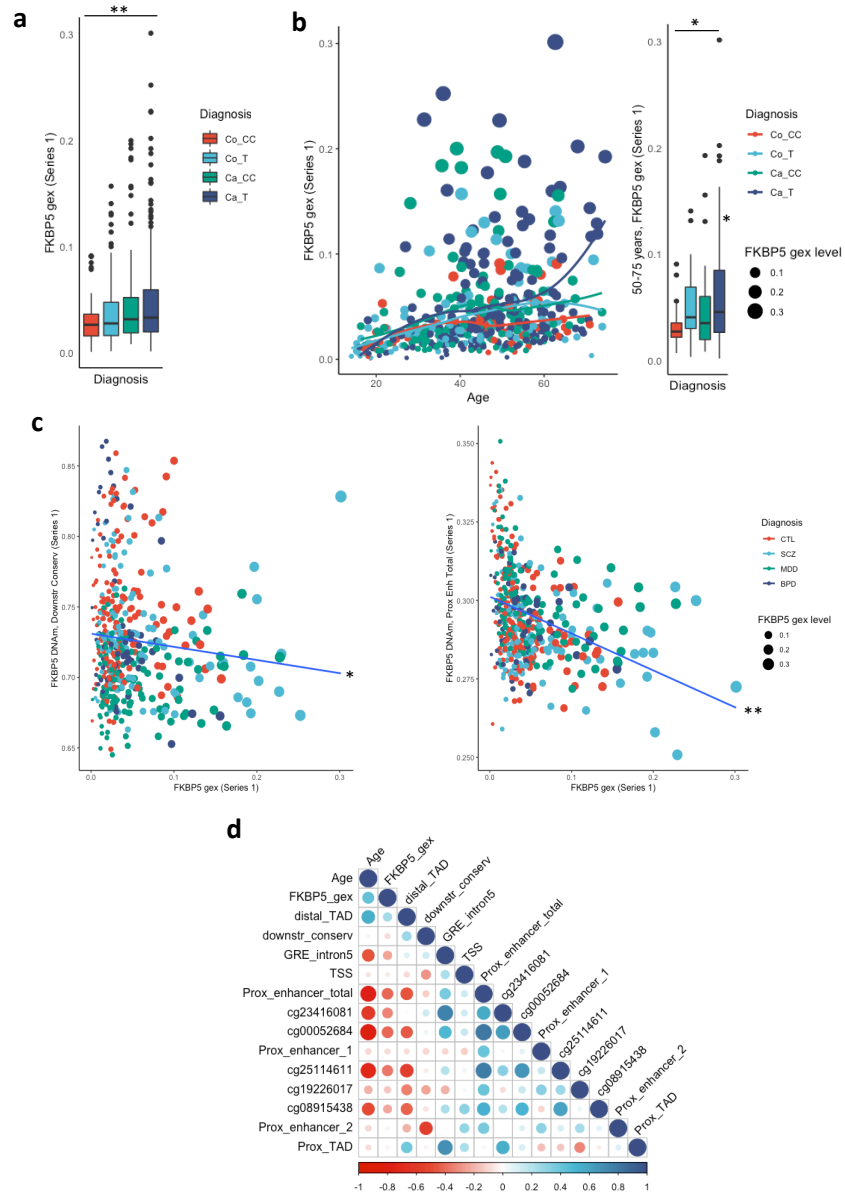 a
**
FKBP5 gex (Series 1)
0.3
0.2
0.1
0.0
Diagnosis
Diagnosis
Co_CC
Co_T
Ca_CC
Ca_T
b
FKBP5 gex (Series 1)
0.3
0.2
0.1
0.0
20 40 60
Age
*
50-75 years, FKBP5 gex (Series 1)
0.3
0.2
0.1
0.0
*
Diagnosis
Diagnosis
Co_CC
Co_T
Ca_CC
Ca_T
FKBP5 gex level
0.1
0.2
0.3
c
FKBP5 DNAm, Downstr Conserv (Series 1)
0.85
0.80
0.75
0.70
0.65
*
0.0 0.1 0.2 0.3
FKBP5 gex (Series 1)
FKBP5 DNAm, Prox Enh Total (Series 1)
0.350
0.325
0.300
0.275
0.250
**
0.0 0.1 0.2 0.3
FKBP5 gex (Series 1)
Diagnosis
CTL
SCZ
MDD
BPD
FKBP5 gex level
0.1
0.2
0.3
d
Age
FKBP5_gex
distal_TAD
downstr_conserv
GRE_intron5
TSS
Prox_enhancer_total
cg23416081
cg00052684
Prox_enhancer_1
cg25114611
cg19226017
cg08915438
Prox_enhancer_2
Prox_TAD
Age
FKBP5_gex
distal_TAD
downstr_conserv
GRE_intron5
TSS
Prox_enhancer_total
cg23416081
cg00052684
Prox_enhancer_1
cg25114611
cg19226017
cg08915438
Prox_enhancer_2
Prox_TAD
-1 -0.8 -0.6 -0.4 -0.2 0 0.2 0.4 0.6 0.8 1